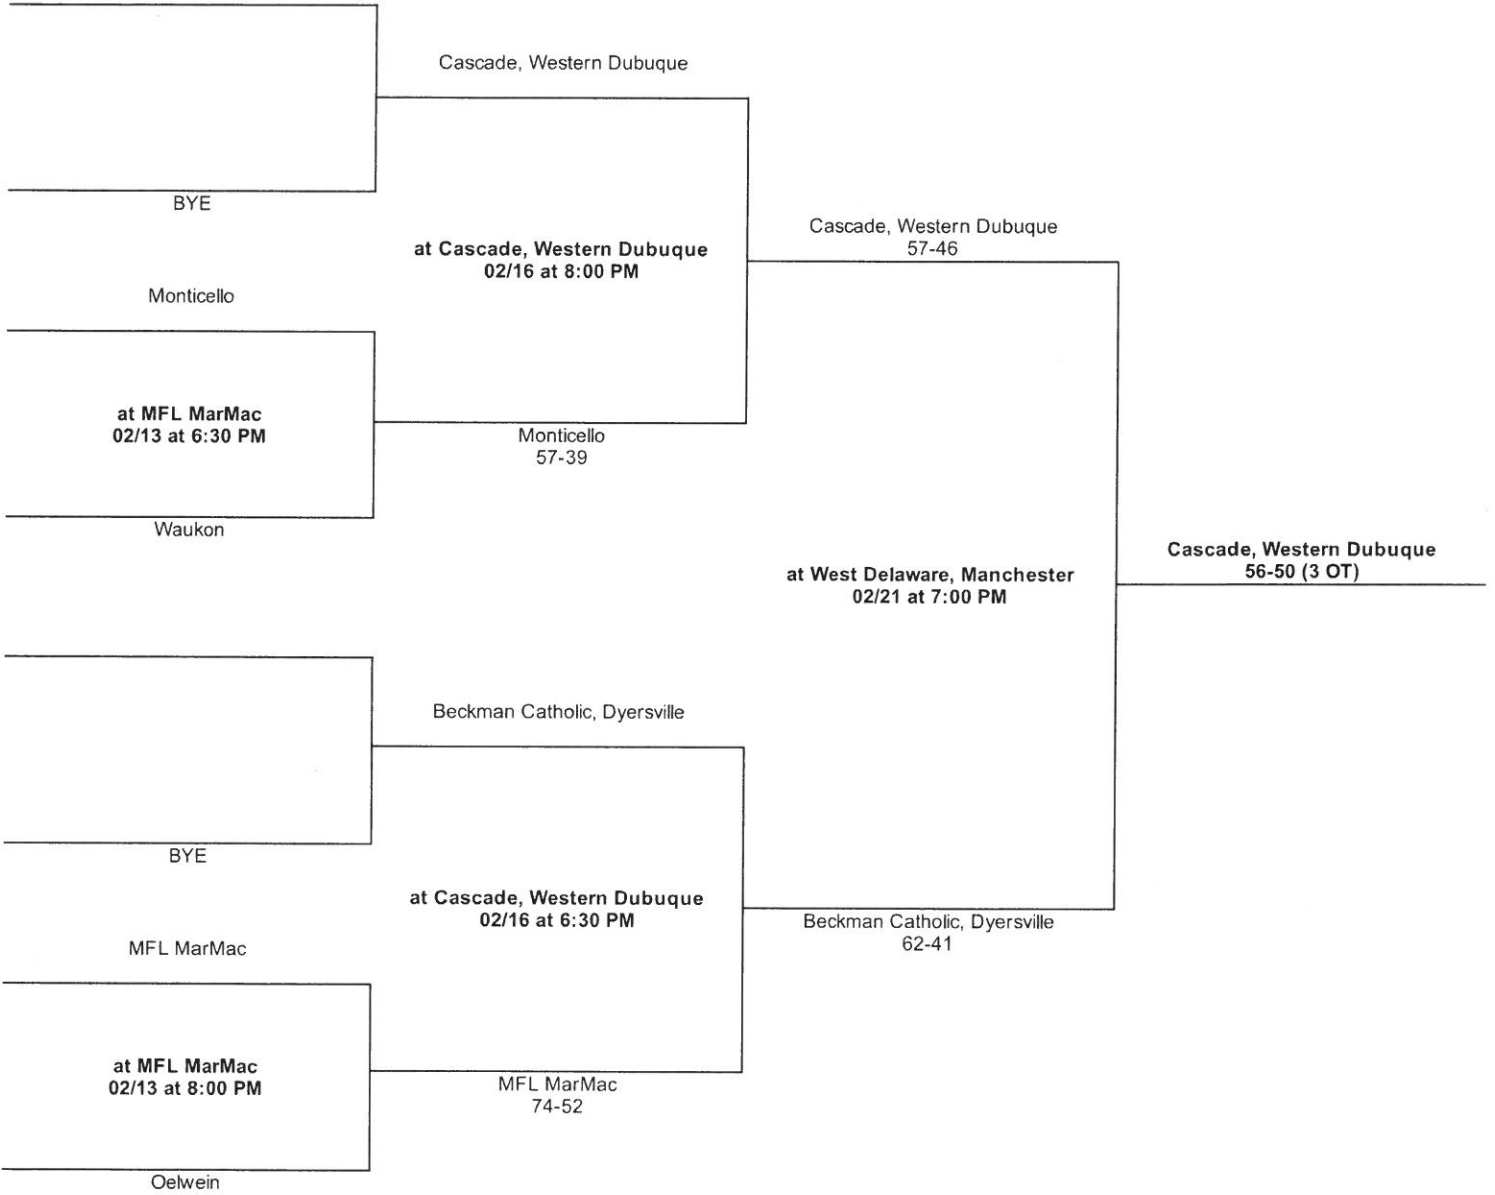 Cascade, Western Dubuque
BYE
at Cascade, Western Dubuque
02/16 at 8:00 PM
Cascade, Western Dubuque
57-46
Monticello
at MFL MarMac
02/13 at 6:30 PM
Monticello
57-39
Waukon
at West Delaware, Manchester
02/21 at 7:00 PM
Cascade, Western Dubuque
56-50 (3 OT)
Beckman Catholic, Dyersville
BYE
at Cascade, Western Dubuque
02/16 at 6:30 PM
Beckman Catholic, Dyersville
62-41
MFL MarMac
at MFL MarMac
02/13 at 8:00 PM
MFL MarMac
74-52
Oelwein